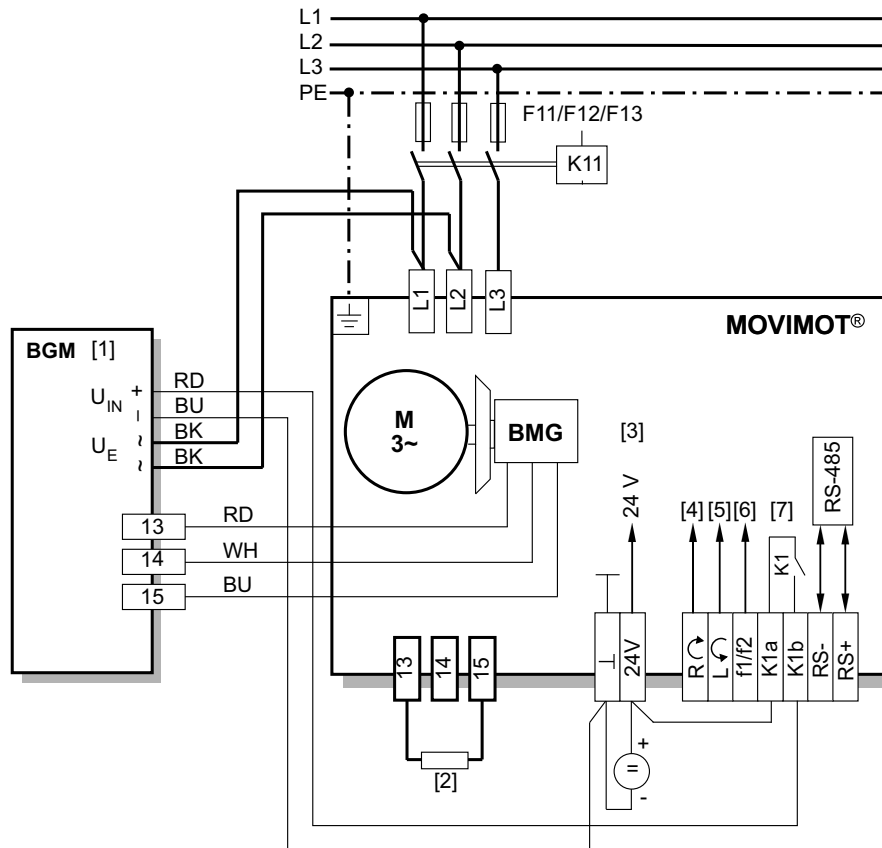 L1
L2
L3
PE
F11/F12/F13
K11
L1
L2
L3
MOVIMOT®
BGM [1]
U_IN + –
RD
BU
U_E ~ ~
BK
BK
M
3~
BMG
[3]
24 V
[4] [5] [6] [7]
RS-485
K1
13
RD
14
WH
15
BU
13 14 15
⊥ 24V
R L f1/f2 K1a K1b RS- RS+
[2]
+
=
-